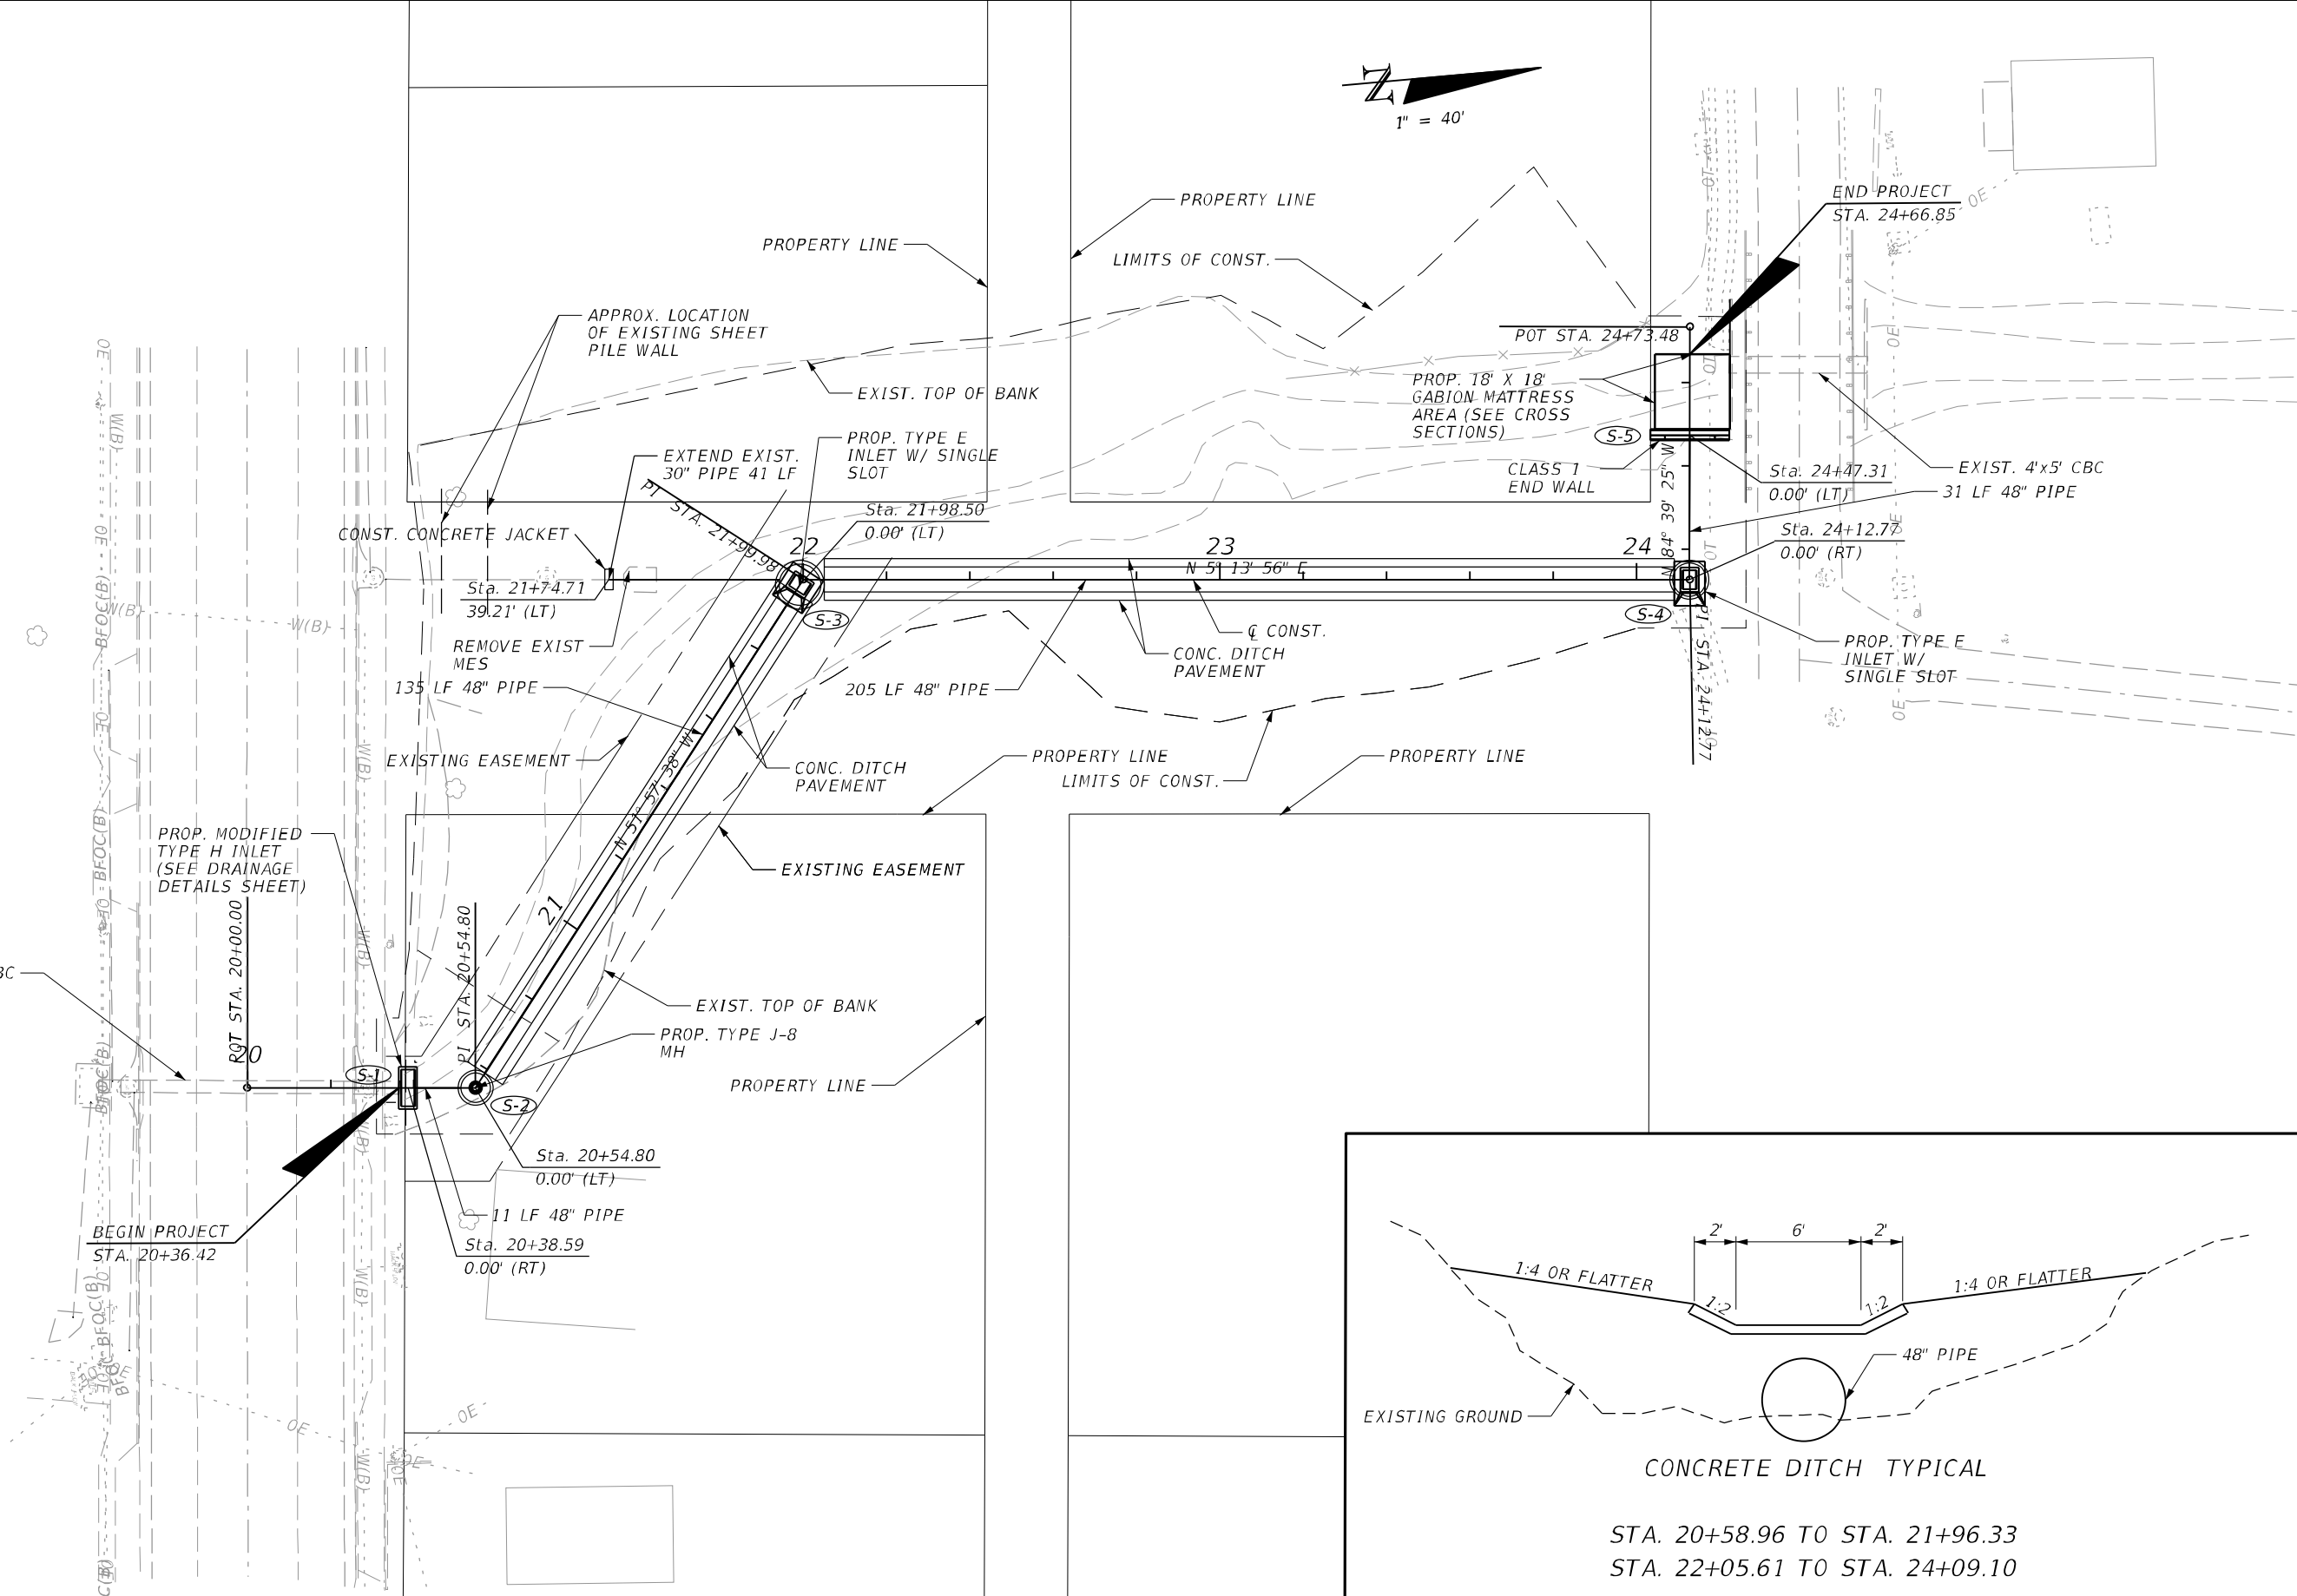 N
1" = 40'
END PROJECT
STA. 24+66.85
OE
PROPERTY LINE
PROPERTY LINE
LIMITS OF CONST.
APPROX. LOCATION
OF EXISTING SHEET
PILE WALL
POT STA. 24+73.48
EXIST. TOP OF BANK
PROP. 18' X 18'
GABION MATTRESS
AREA (SEE CROSS
SECTIONS)
S-5
PROP. TYPE E
INLET W/ SINGLE
SLOT
EXTEND EXIST.
30" PIPE 41 LF
CLASS 1
END WALL
Sta. 24+47.31
0.00' (LT)
EXIST. 4'x5' CBC
31 LF 48" PIPE
N 84° 39' 25" W
PI STA. 21+99.98
Sta. 21+98.50
0.00' (LT)
Sta. 24+12.77
0.00' (RT)
CONST. CONCRETE JACKET
22
23
24
N 5° 13' 56" E
Sta. 21+74.71
39.21' (LT)
S-3
S-4
REMOVE EXIST
MES
℄ CONST.
CONC. DITCH
PAVEMENT
PROP. TYPE E
INLET W/
SINGLE SLOT
PI STA. 24+12.77
135 LF 48" PIPE
205 LF 48" PIPE
EXISTING EASEMENT
N 51° 57' 38" W
CONC. DITCH
PAVEMENT
PROPERTY LINE
LIMITS OF CONST.
PROPERTY LINE
PROP. MODIFIED
TYPE H INLET
(SEE DRAINAGE
DETAILS SHEET)
EXISTING EASEMENT
21
POT STA. 20+00.00
PI STA. 20+54.80
BC
20
EXIST. TOP OF BANK
PROP. TYPE J-8
MH
S-1
S-2
PROPERTY LINE
Sta. 20+54.80
0.00' (LT)
11 LF 48" PIPE
BEGIN PROJECT
STA. 20+36.42
Sta. 20+38.59
0.00' (RT)
OE
OE
OE
OE
OE
W(B)
W(B)
W(B)
W(B)
W(B)
W(B)
W(B)
W(B)
BFOC(B)
BFOC(B)
BFOC(B)
BFOC(B)
2'
6'
2'
1:4 OR FLATTER
1:2
1:2
1:4 OR FLATTER
48" PIPE
EXISTING GROUND
CONCRETE DITCH TYPICAL
STA. 20+58.96 TO STA. 21+96.33
STA. 22+05.61 TO STA. 24+09.10